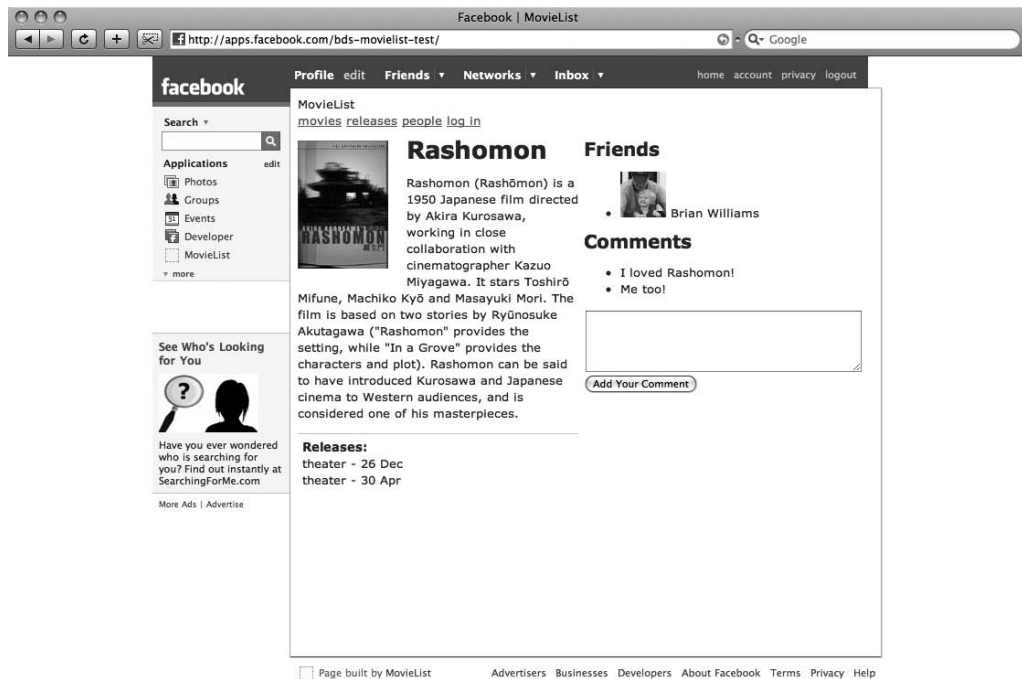 Facebook | MovieList
http://apps.facebook.com/bds-movielist-test/
Google
facebook
Profile edit Friends Networks Inbox
home account privacy logout
Search
Applications edit
Photos
Groups
31 Events
Developer
MovieList
more
See Who's Looking
for You
?
Have you ever wondered
who is searching for
you? Find out instantly at
SearchingForMe.com
More Ads | Advertise
MovieList
movies releases people log in
AKIRA KUROSAWA'S
RASHOMON
Rashomon
Rashomon (Rashōmon) is a
1950 Japanese film directed
by Akira Kurosawa,
working in close
collaboration with
cinematographer Kazuo
Miyagawa. It stars Toshirō
Mifune, Machiko Kyō and Masayuki Mori. The
film is based on two stories by Ryūnosuke
Akutagawa ("Rashomon" provides the
setting, while "In a Grove" provides the
characters and plot). Rashomon can be said
to have introduced Kurosawa and Japanese
cinema to Western audiences, and is
considered one of his masterpieces.
Releases:
theater - 26 Dec
theater - 30 Apr
Friends
• Brian Williams
Comments
• I loved Rashomon!
• Me too!
Add Your Comment
Page built by MovieList
Advertisers Businesses Developers About Facebook Terms Privacy Help